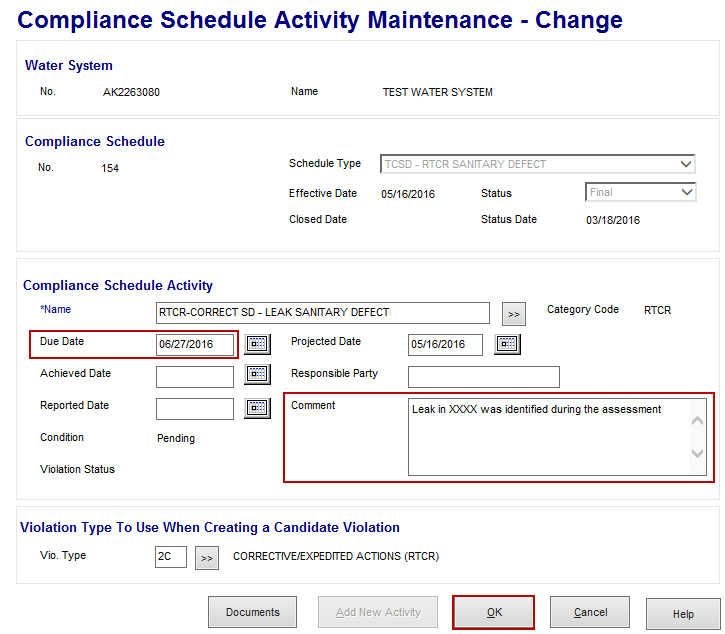 Compliance Schedule Activity Maintenance - Change
Water System
No. AK2263080 Name TEST WATER SYSTEM
Compliance Schedule
No. 154 Schedule Type TCSD - RTCR SANITARY DEFECT
Effective Date 05/16/2016 Status Final
Closed Date Status Date 03/18/2016
Compliance Schedule Activity
*Name RTCR-CORRECT SD - LEAK SANITARY DEFECT >> Category Code RTCR
Due Date 06/27/2016 Projected Date 05/16/2016
Achieved Date Responsible Party
Reported Date Comment Leak in XXXX was identified during the assessment
Condition Pending
Violation Status
Violation Type To Use When Creating a Candidate Violation
Vio. Type 2C >> CORRECTIVE/EXPEDITED ACTIONS (RTCR)
Documents Add New Activity OK Cancel Help